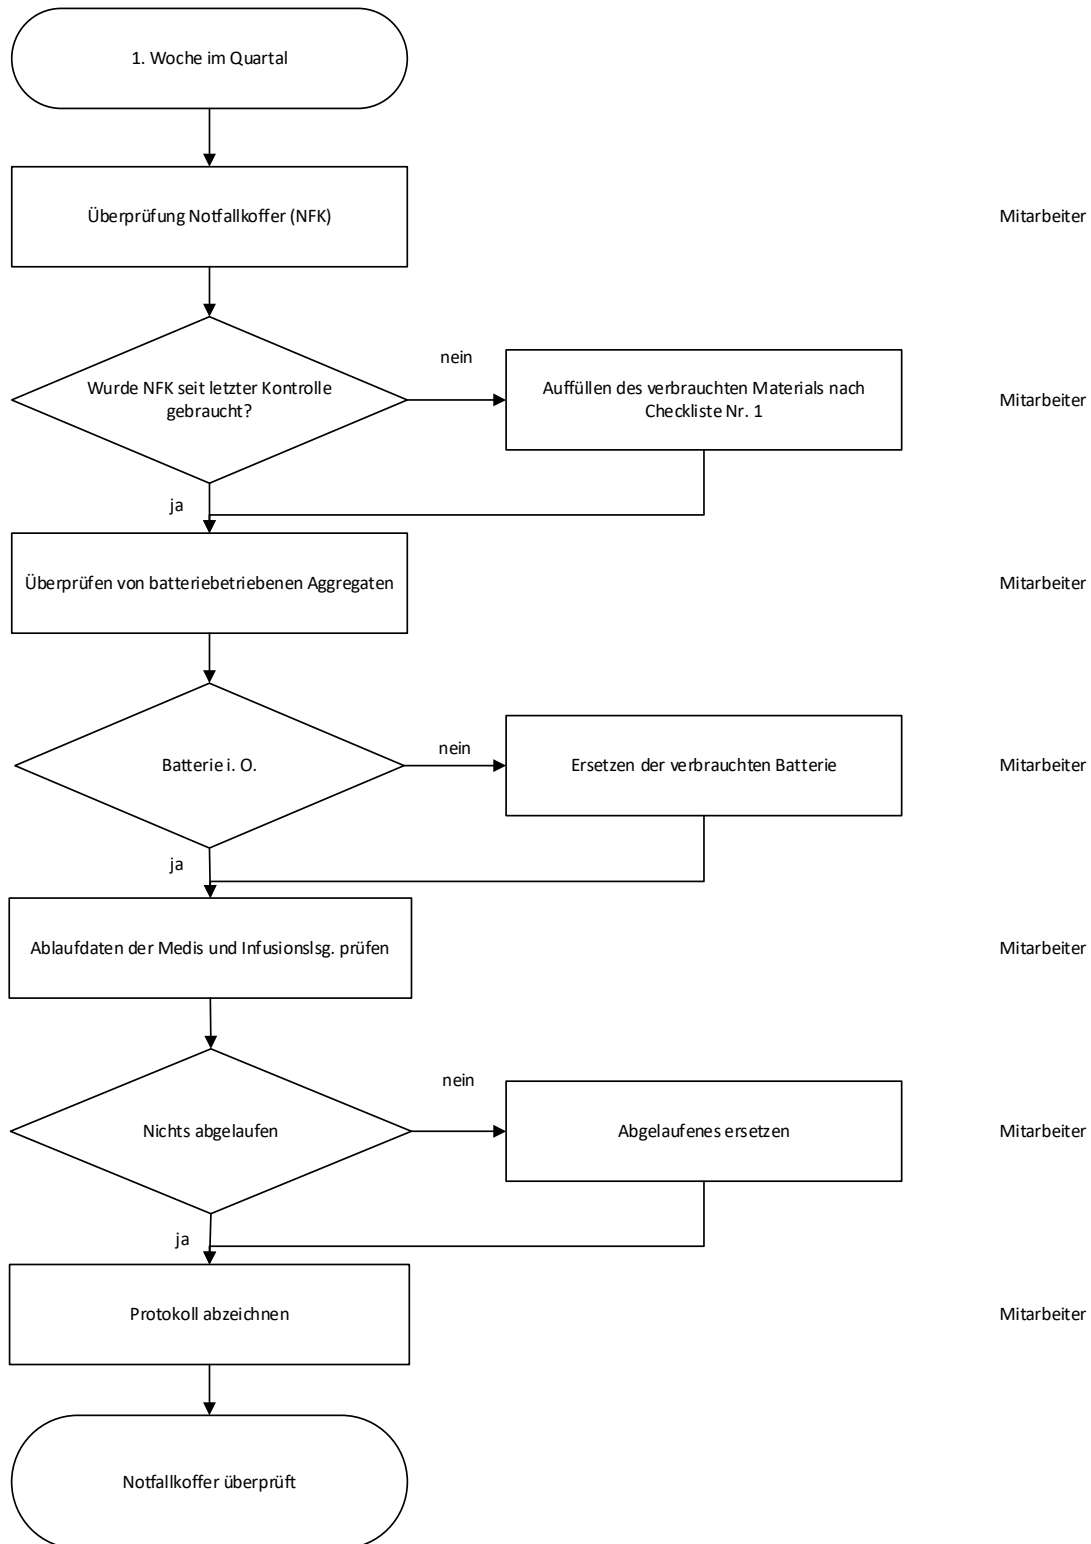 1. Woche im Quartal
Überprüfung Notfallkoffer (NFK)
Mitarbeiter
Wurde NFK seit letzter Kontrolle
gebraucht?
nein
Auffüllen des verbrauchten Materials nach
Checkliste Nr. 1
Mitarbeiter
ja
Überprüfen von batteriebetriebenen Aggregaten
Mitarbeiter
Batterie i. O.
nein
Ersetzen der verbrauchten Batterie
Mitarbeiter
ja
Ablaufdaten der Medis und Infusionslsg. prüfen
Mitarbeiter
Nichts abgelaufen
nein
Abgelaufenes ersetzen
Mitarbeiter
ja
Protokoll abzeichnen
Mitarbeiter
Notfallkoffer überprüft